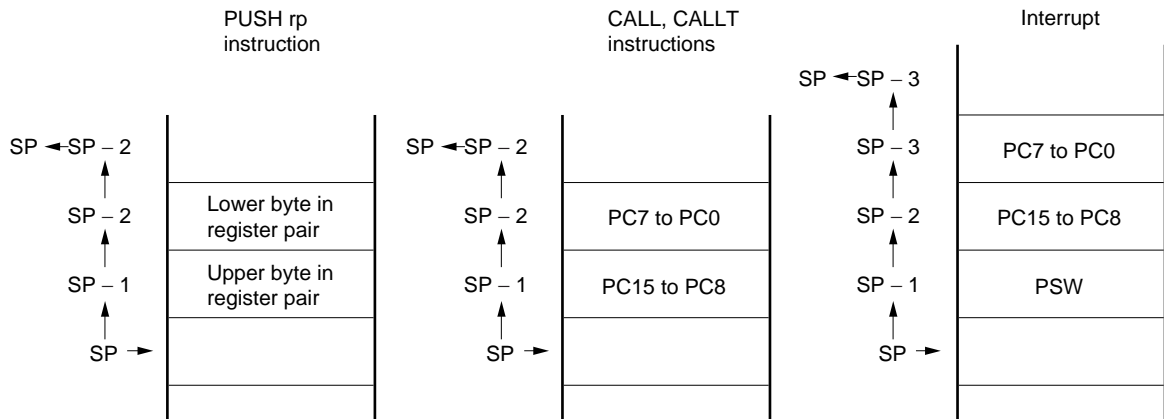 PUSH rp
instruction
SP
SP – 2
SP – 2
Lower byte in
register pair
SP – 1
Upper byte in
register pair
SP
CALL, CALLT
instructions
SP
SP – 2
SP – 2
PC7 to PC0
SP – 1
PC15 to PC8
SP
Interrupt
SP
SP – 3
SP – 3
PC7 to PC0
SP – 2
PC15 to PC8
SP – 1
PSW
SP